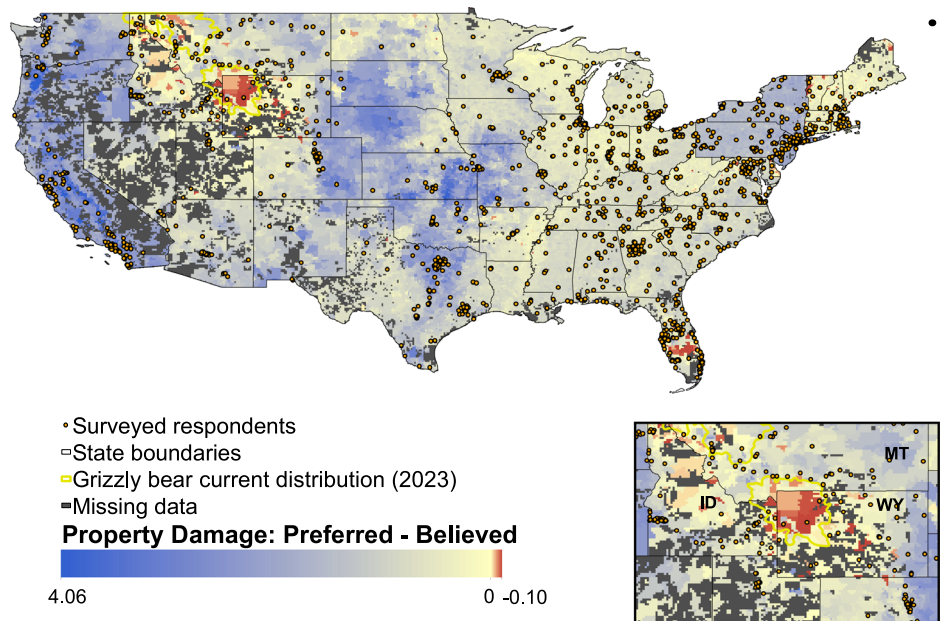 Surveyed respondents
State boundaries
Grizzly bear current distribution (2023)
Missing data
Property Damage: Preferred - Believed
4.06 0 -0.10
MT
ID WY